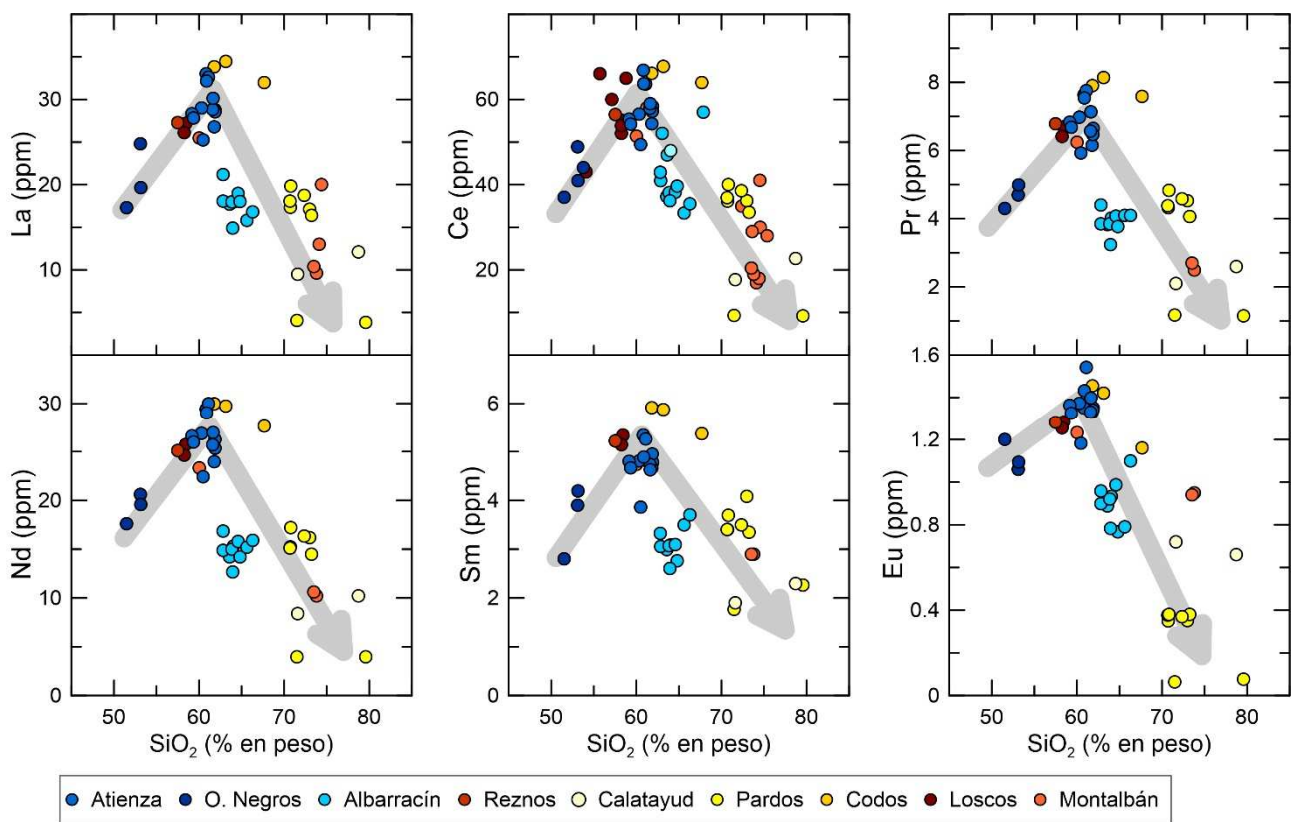 La (ppm)
30
20
10
Ce (ppm)
60
40
20
Pr (ppm)
8
6
4
2
Nd (ppm)
30
20
10
0
50 60 70 80
SiO₂ (% en peso)
Sm (ppm)
6
4
2
0
50 60 70 80
SiO₂ (% en peso)
Eu (ppm)
1.6
1.2
0.8
0.4
0
50 60 70 80
SiO₂ (% en peso)
Atienza O. Negros Albarracín Reznos Calatayud Pardos Codos Loscos Montalbán